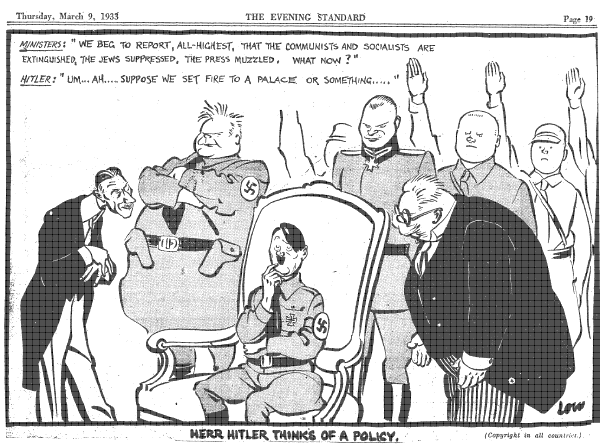 Thursday, March 9, 1933
THE EVENING STANDARD
Page 19
MINISTERS: "WE BEG TO REPORT, ALL-HIGHEST, THAT THE COMMUNISTS AND SOCIALISTS ARE
EXTINGUISHED, THE JEWS SUPPRESSED, THE PRESS MUZZLED, WHAT NOW?"
HITLER: "UM... AH.... SUPPOSE WE SET FIRE TO A PALACE OR SOMETHING....."
LOW
HERR HITLER THINKS OF A POLICY.
(Copyright in all countries.)